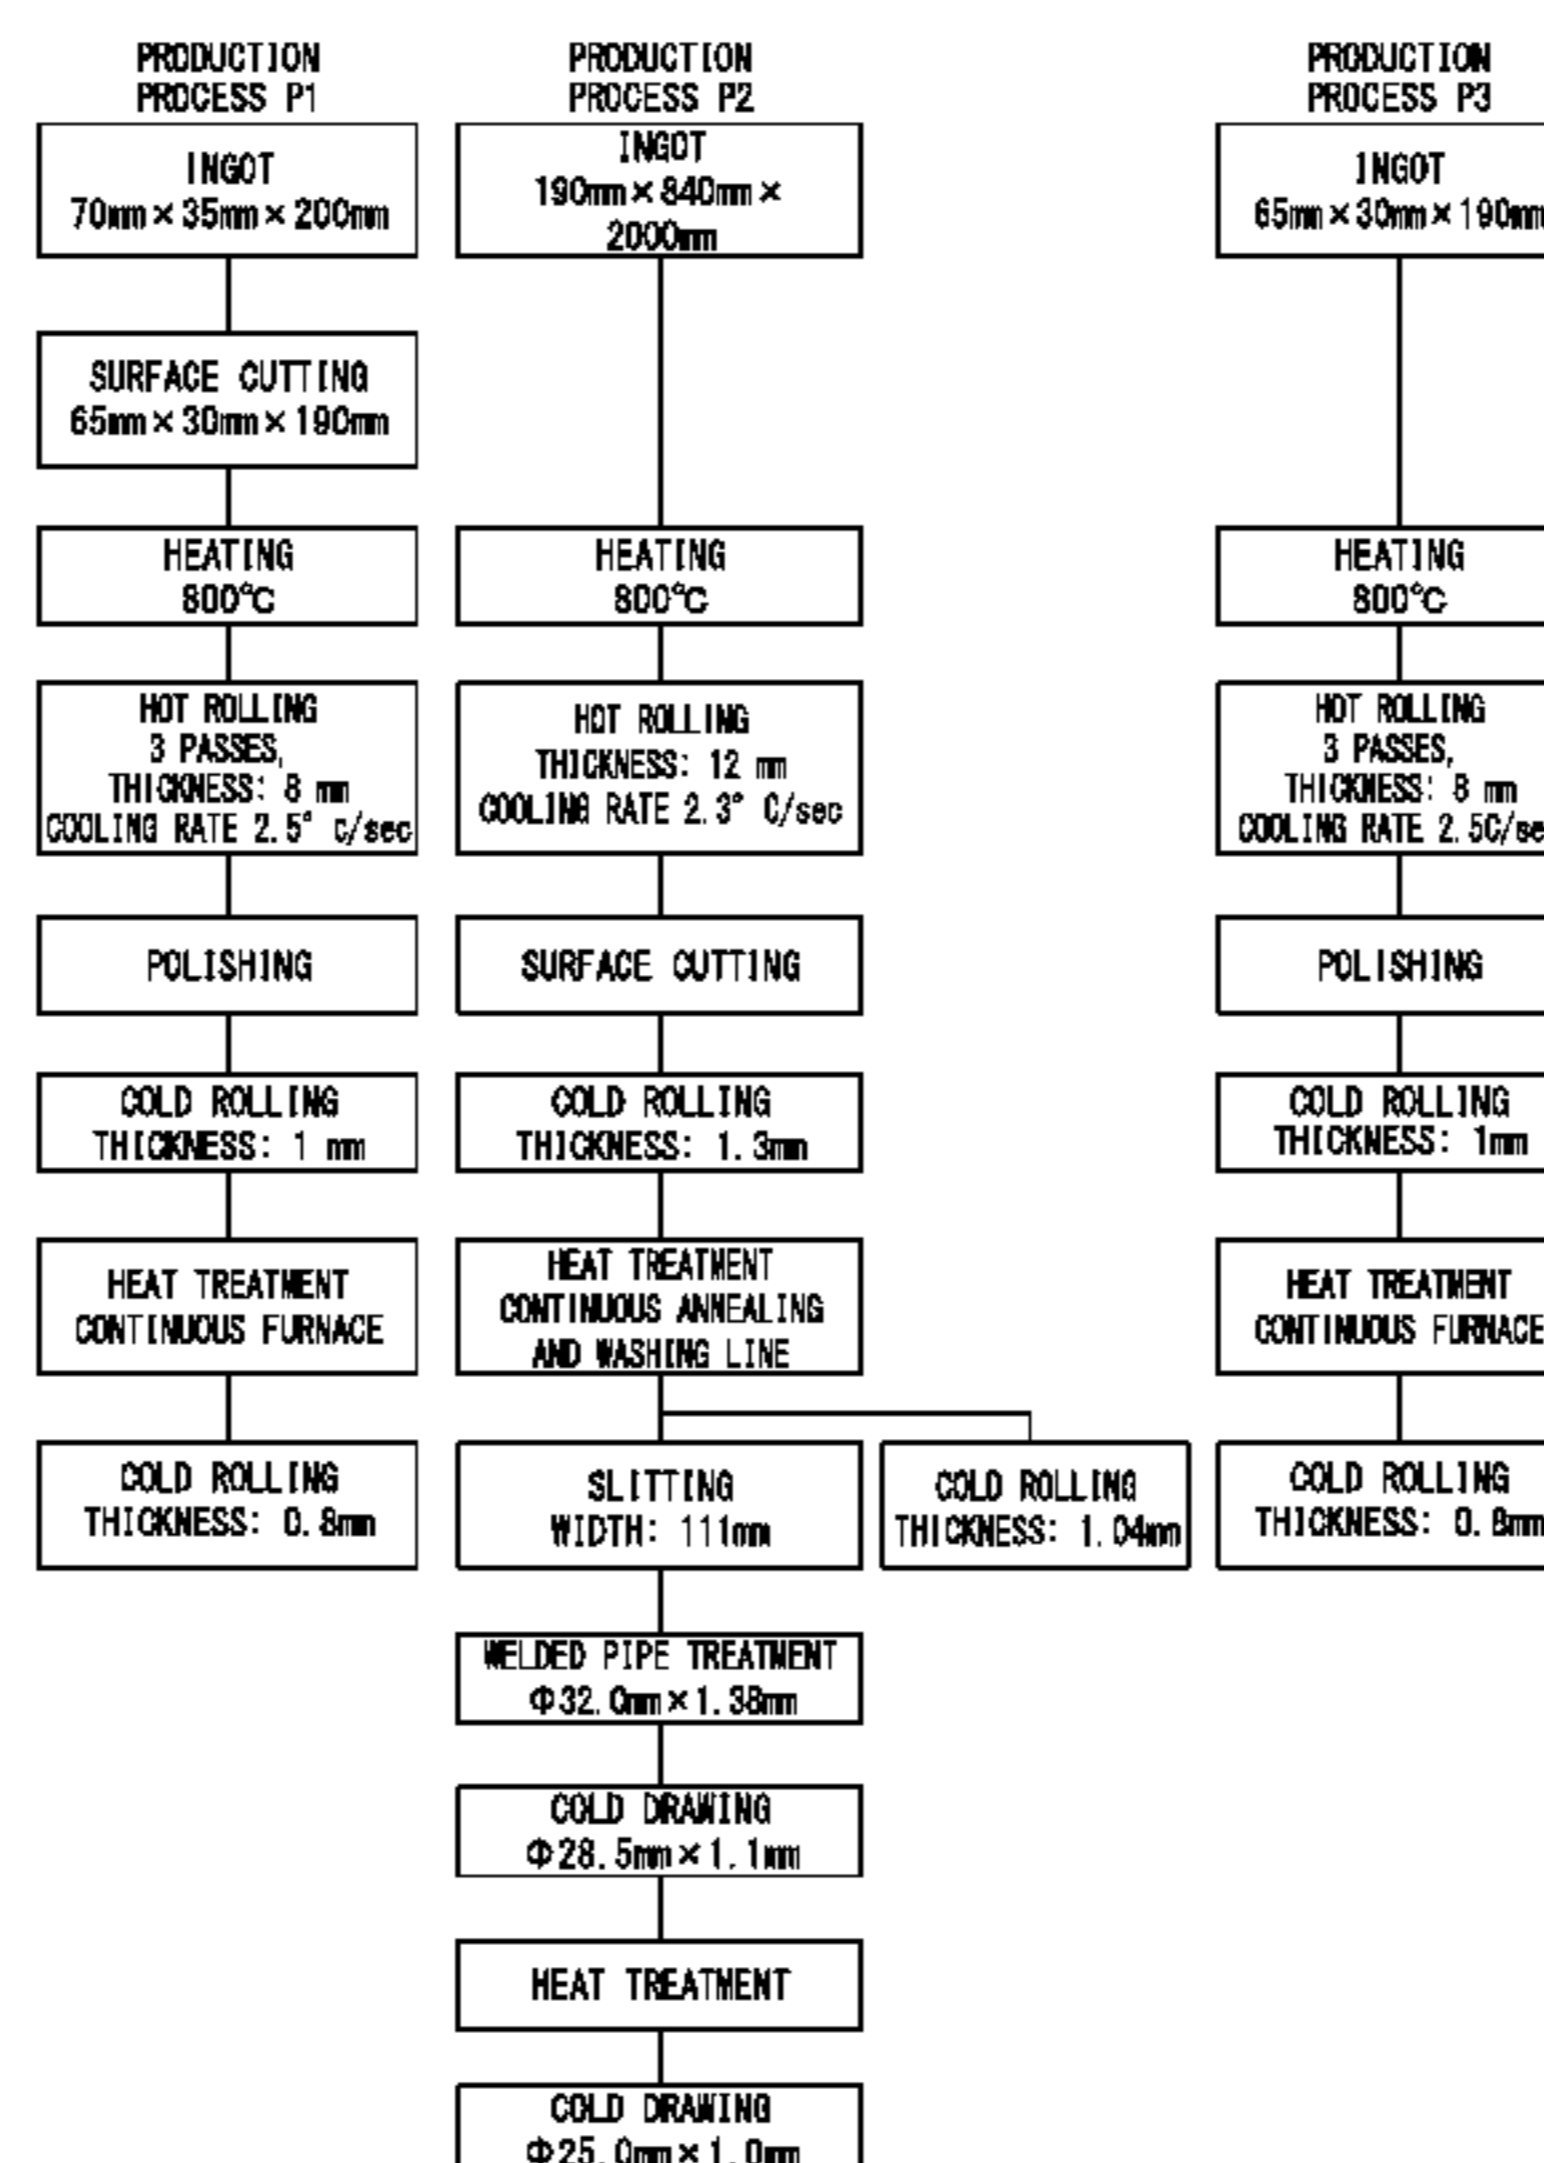 PRODUCTION
PROCESS P1
INGOT
70mm×35mm×200mm
SURFACE CUTTING
65mm×30mm×190mm
HEATING
800℃
HOT ROLLING
3 PASSES,
THICKNESS: 8 mm
COOLING RATE 2.5° C/sec
POLISHING
COLD ROLLING
THICKNESS: 1 mm
HEAT TREATMENT
CONTINUOUS FURNACE
COLD ROLLING
THICKNESS: 0.8mm
PRODUCTION
PROCESS P2
INGOT
190mm×840mm×
2000mm
HEATING
800℃
HOT ROLLING
THICKNESS: 12 mm
COOLING RATE 2.3° C/sec
SURFACE CUTTING
COLD ROLLING
THICKNESS: 1.3mm
HEAT TREATMENT
CONTINUOUS ANNEALING
AND WASHING LINE
SLITTING
WIDTH: 111mm
COLD ROLLING
THICKNESS: 1.04mm
WELDED PIPE TREATMENT
Φ32.0mm×1.38mm
COLD DRAWING
Φ28.5mm×1.1mm
HEAT TREATMENT
COLD DRAWING
Φ25.0mm×1.0mm
PRODUCTION
PROCESS P3
INGOT
65mm×30mm×190mm
HEATING
800℃
HOT ROLLING
3 PASSES,
THICKNESS: 8 mm
COOLING RATE 2.5C/se
POLISHING
COLD ROLLING
THICKNESS: 1mm
HEAT TREATMENT
CONTINUOUS FURNACE
COLD ROLLING
THICKNESS: 0.8mm